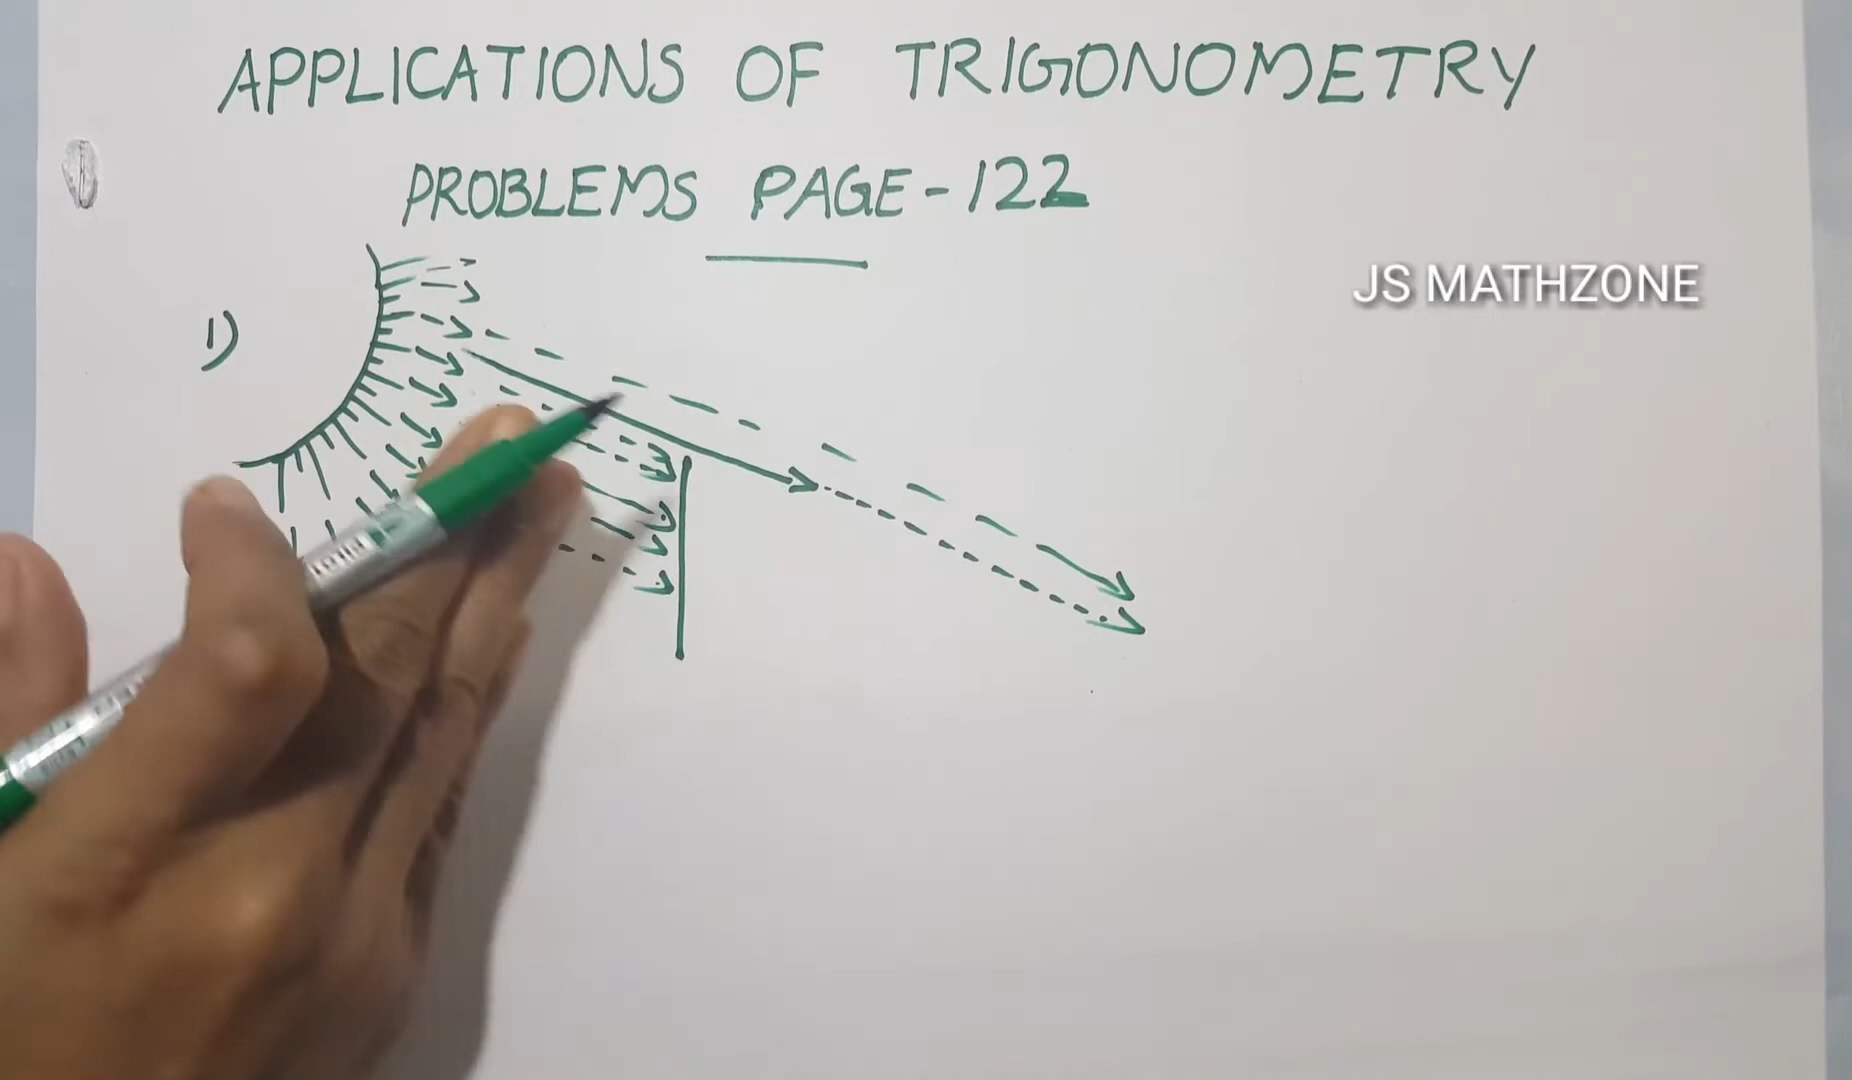 APPLICATIONS OF TRIGONOMETRY
PROBLEMS PAGE-122
JS MATHZONE
1)